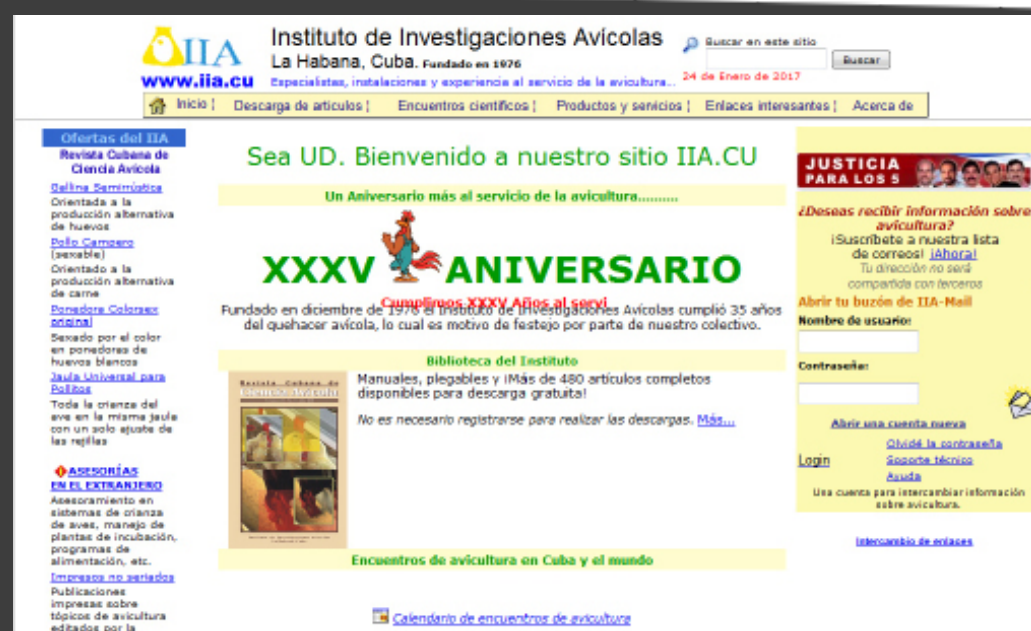 IIA
www.iia.cu
Instituto de Investigaciones Avícolas
La Habana, Cuba. Fundado en 1976
Especialistas, instalaciones y experiencia al servicio de la avicultura..
Buscar en este sitio
Buscar
24 de Enero de 2017
Inicio ¦ Descarga de articulos ¦ Encuentros científicos ¦ Productos y servicios ¦ Enlaces interesantes ¦ Acerca de
Ofertas del IIA
Revista Cubana de
Ciencia Avícola
Gallina Semirústica
Orientada a la
producción alternativa
de huevos
Pollo Campero
(sexable)
Orientado a la
producción alternativa
de carne
Ponedora Colorsex
original
Sexado por el color
en ponedoras de
huevos blancos
Jaula Universal para
Pollitos
Toda la crianza del
ave en la misma jaula
con un solo ajuste de
las rejillas
ASESORÍAS
EN EL EXTRANJERO
Asesoramiento en
sistemas de crianza
de aves, manejo de
plantas de incubación,
programas de
alimentación, etc.
Impresos no seriados
Publicaciones
impresas sobre
tópicos de avicultura
editados por la
Sea UD. Bienvenido a nuestro sitio IIA.CU
Un Aniversario más al servicio de la avicultura..........
XXXV ANIVERSARIO
Cumplimos XXXV Años al servi
Fundado en diciembre de 1976 el Instituto de Investigaciones Avícolas cumplió 35 años
del quehacer avícola, lo cual es motivo de festejo por parte de nuestro colectivo.
Biblioteca del Instituto
Revista Cubana de
Ciencia Avícola
Manuales, plegables y ¡Más de 480 artículos completos
disponibles para descarga gratuita!
No es necesario registrarse para realizar las descargas. Más...
Encuentros de avicultura en Cuba y el mundo
Calendario de encuentros de avicultura
JUSTICIA
PARA LOS 5
¿Deseas recibir información sobre
avicultura?
¡Suscríbete a nuestra lista
de correos! ¡Ahora!
Tu dirección no será
compartida con terceros
Abrir tu buzón de IIA-Mail
Nombre de usuario:
Contraseña:
Abrir una cuenta nueva
Olvidé la contraseña
Login
Soporte técnico
Ayuda
Una cuenta para intercambiar información
sobre avicultura.
Intercambio de enlaces